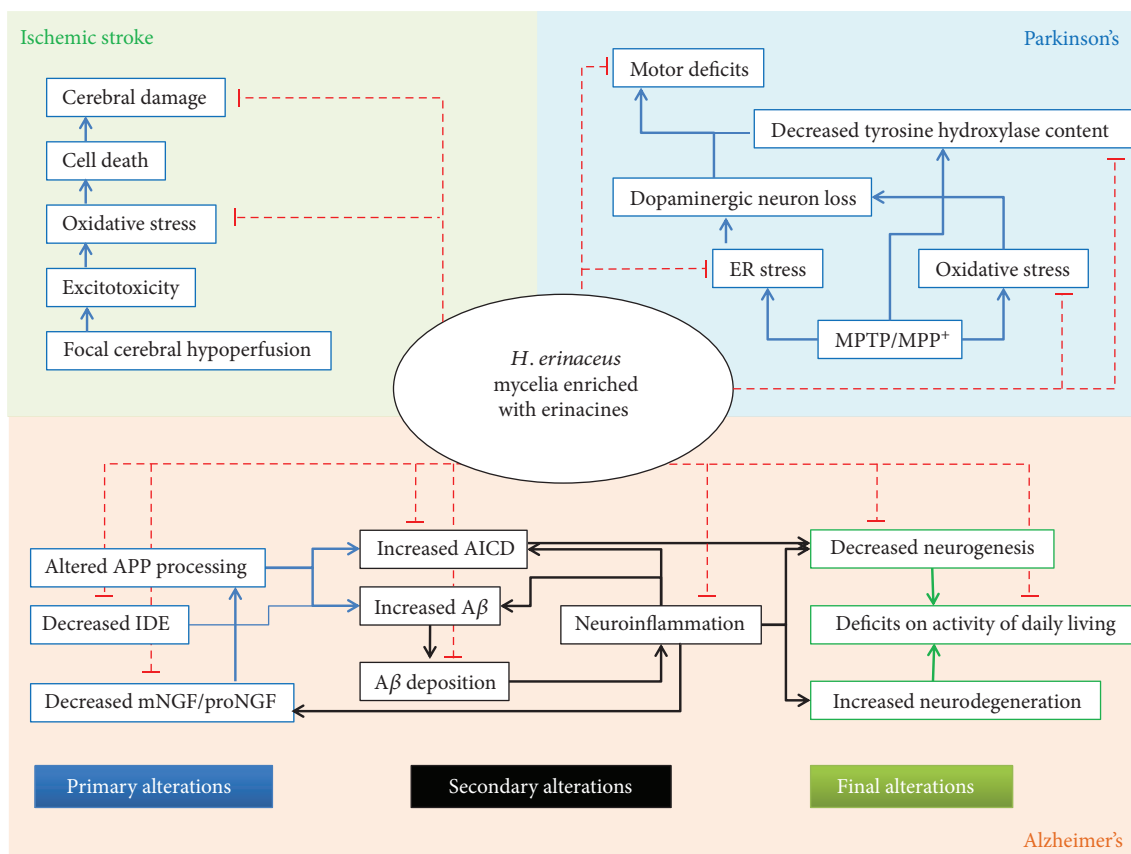 Ischemic stroke
Cerebral damage
Cell death
Oxidative stress
Excitotoxicity
Focal cerebral hypoperfusion
Parkinson's
Motor deficits
Decreased tyrosine hydroxylase content
Dopaminergic neuron loss
ER stress
Oxidative stress
MPTP/MPP⁺
H. erinaceus
mycelia enriched
with erinacines
Altered APP processing
Decreased IDE
Decreased mNGF/proNGF
Increased AICD
Increased Aβ
Aβ deposition
Neuroinflammation
Decreased neurogenesis
Deficits on activity of daily living
Increased neurodegeneration
Primary alterations
Secondary alterations
Final alterations
Alzheimer's